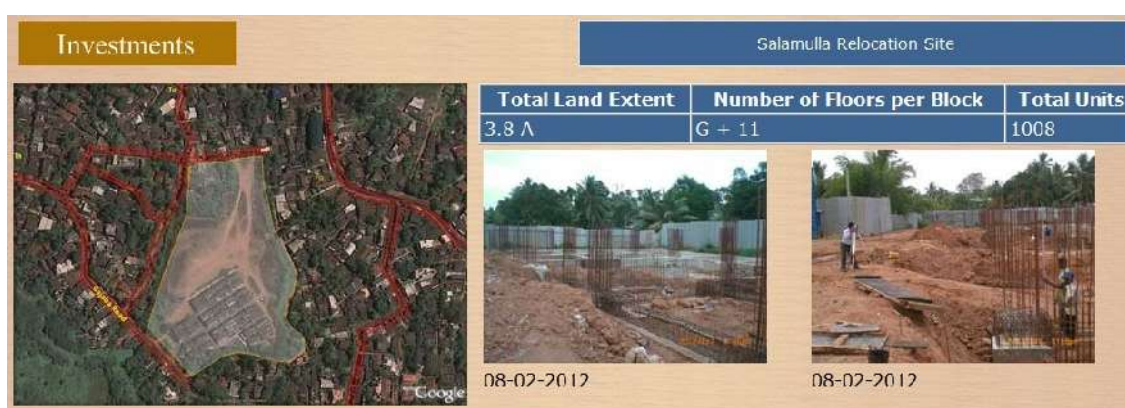 Investments
Salamulla Relocation Site
Total Land Extent
Number of Floors per Block
Total Units
3.8 A
G + 11
1008
Google
08-02-2012
08-02-2012